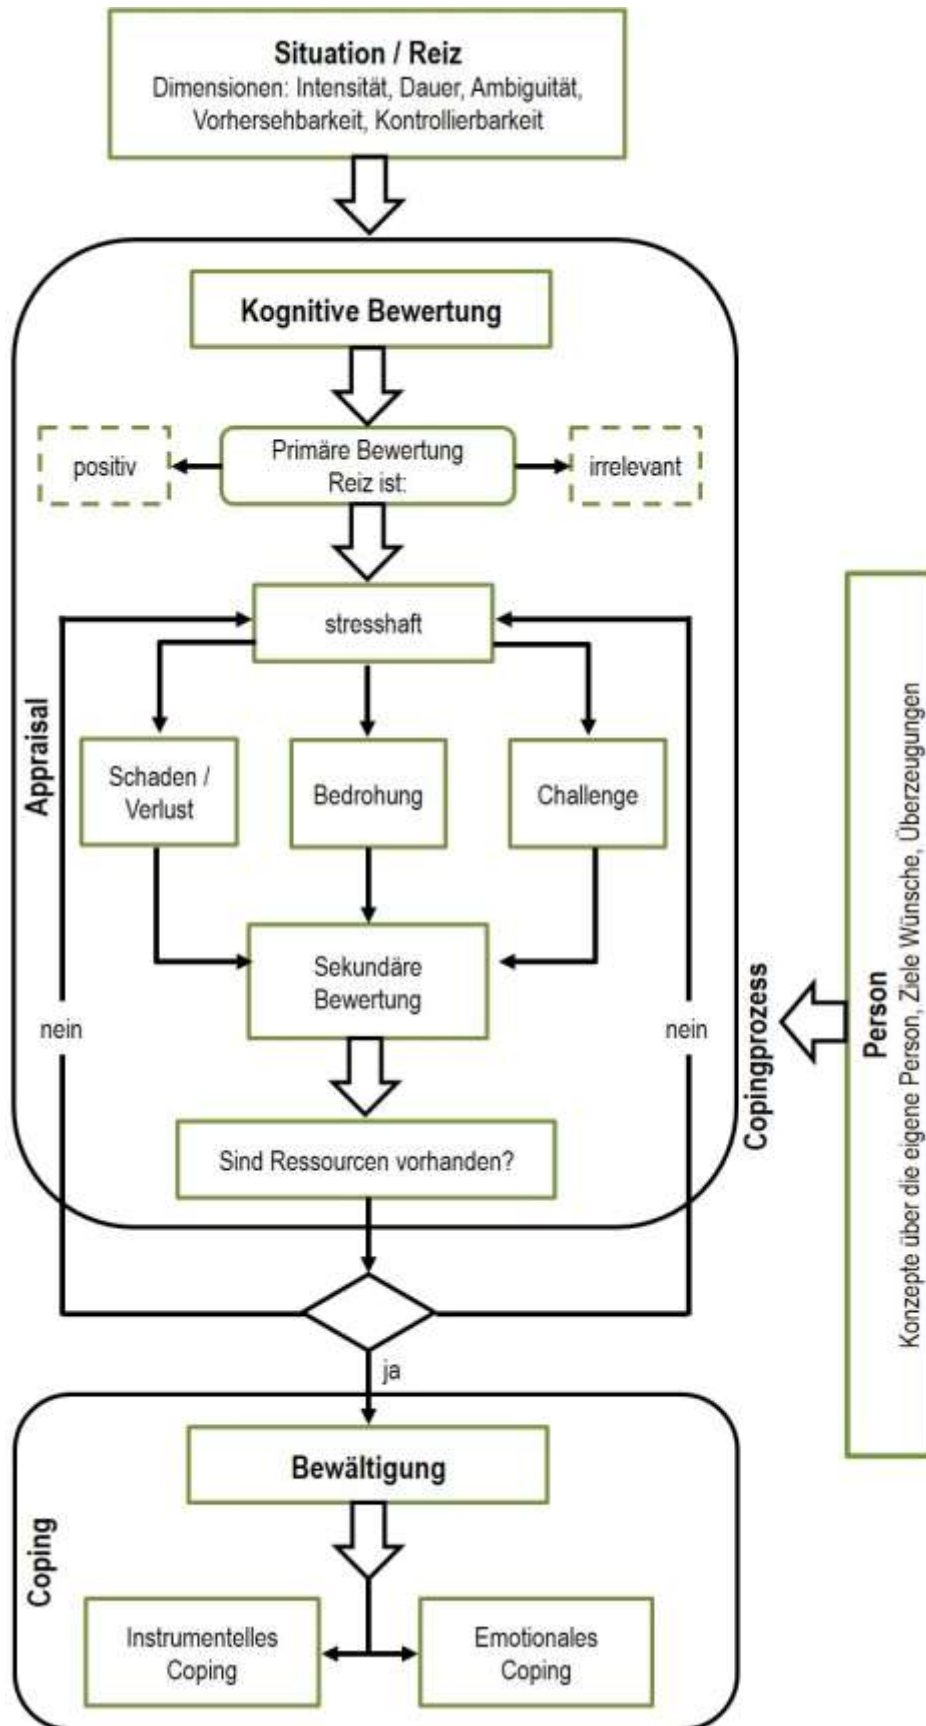 Situation / Reiz
Dimensionen: Intensität, Dauer, Ambiguität,
Vorhersehbarkeit, Kontrollierbarkeit
Kognitive Bewertung
positiv
Primäre Bewertung
Reiz ist:
irrelevant
stresshaft
Appraisal
Schaden /
Verlust
Bedrohung
Challenge
Sekundäre
Bewertung
nein
nein
Copingprozess
Person
Konzepte über die eigene Person, Ziele Wünsche, Überzeugungen
Sind Ressourcen vorhanden?
ja
Coping
Bewältigung
Instrumentelles
Coping
Emotionales
Coping